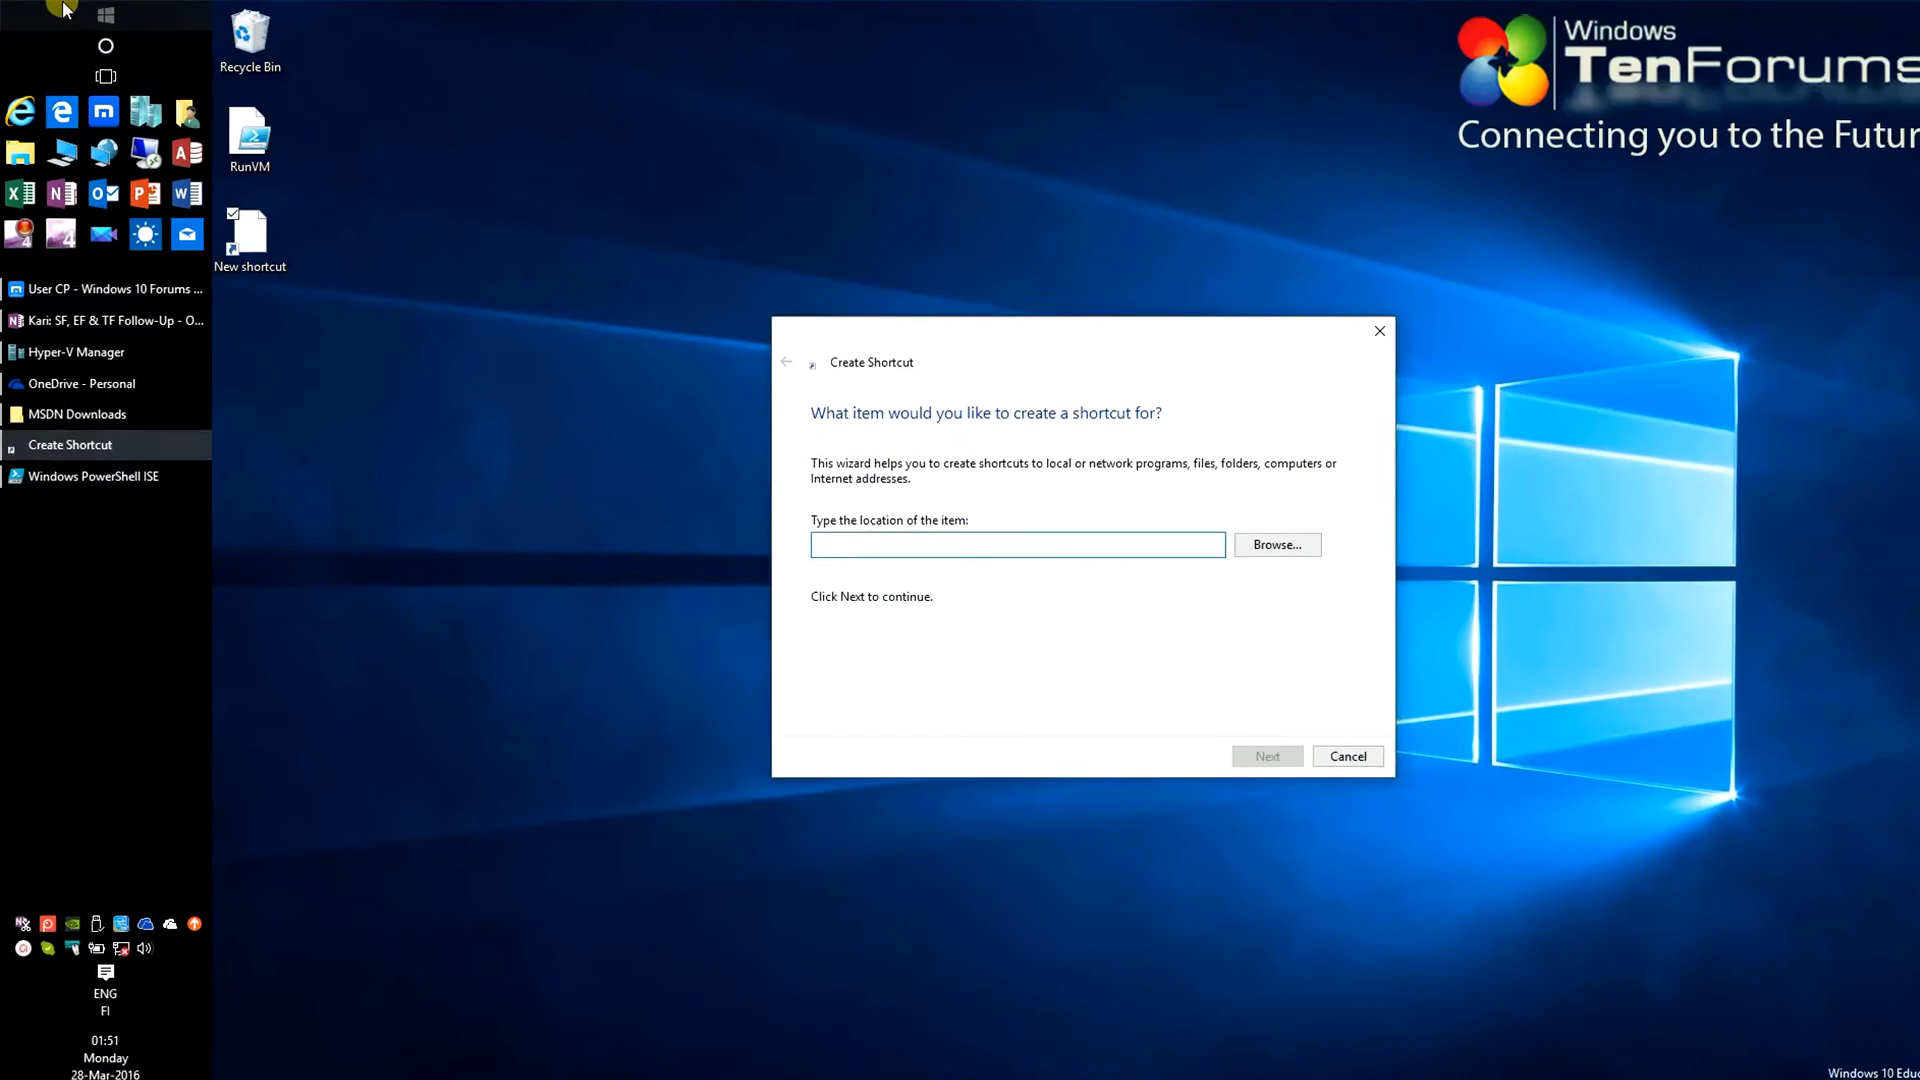 Recycle Bin
RunVM
New shortcut
User CP - Windows 10 Forums ...
Kari: SF, EF & TF Follow-Up - O...
Hyper-V Manager
OneDrive - Personal
MSDN Downloads
Create Shortcut
Windows PowerShell ISE
ENG
FI
01:51
Monday
28-Mar-2016
Windows
TenForums
Connecting you to the Futur
Create Shortcut
What item would you like to create a shortcut for?
This wizard helps you to create shortcuts to local or network programs, files, folders, computers or
Internet addresses.
Type the location of the item:
Browse...
Click Next to continue.
Next
Cancel
Windows 10 Educ